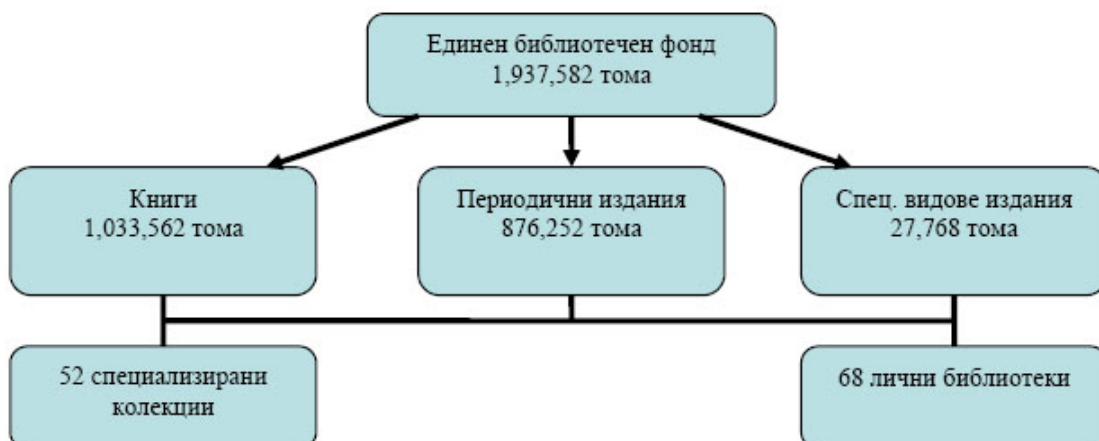 Единен библиотечен фонд
1,937,582 тома
Книги
1,033,562 тома
Периодични издания
876,252 тома
Спец. видове издания
27,768 тома
52 специализирани
колекции
68 лични библиотеки